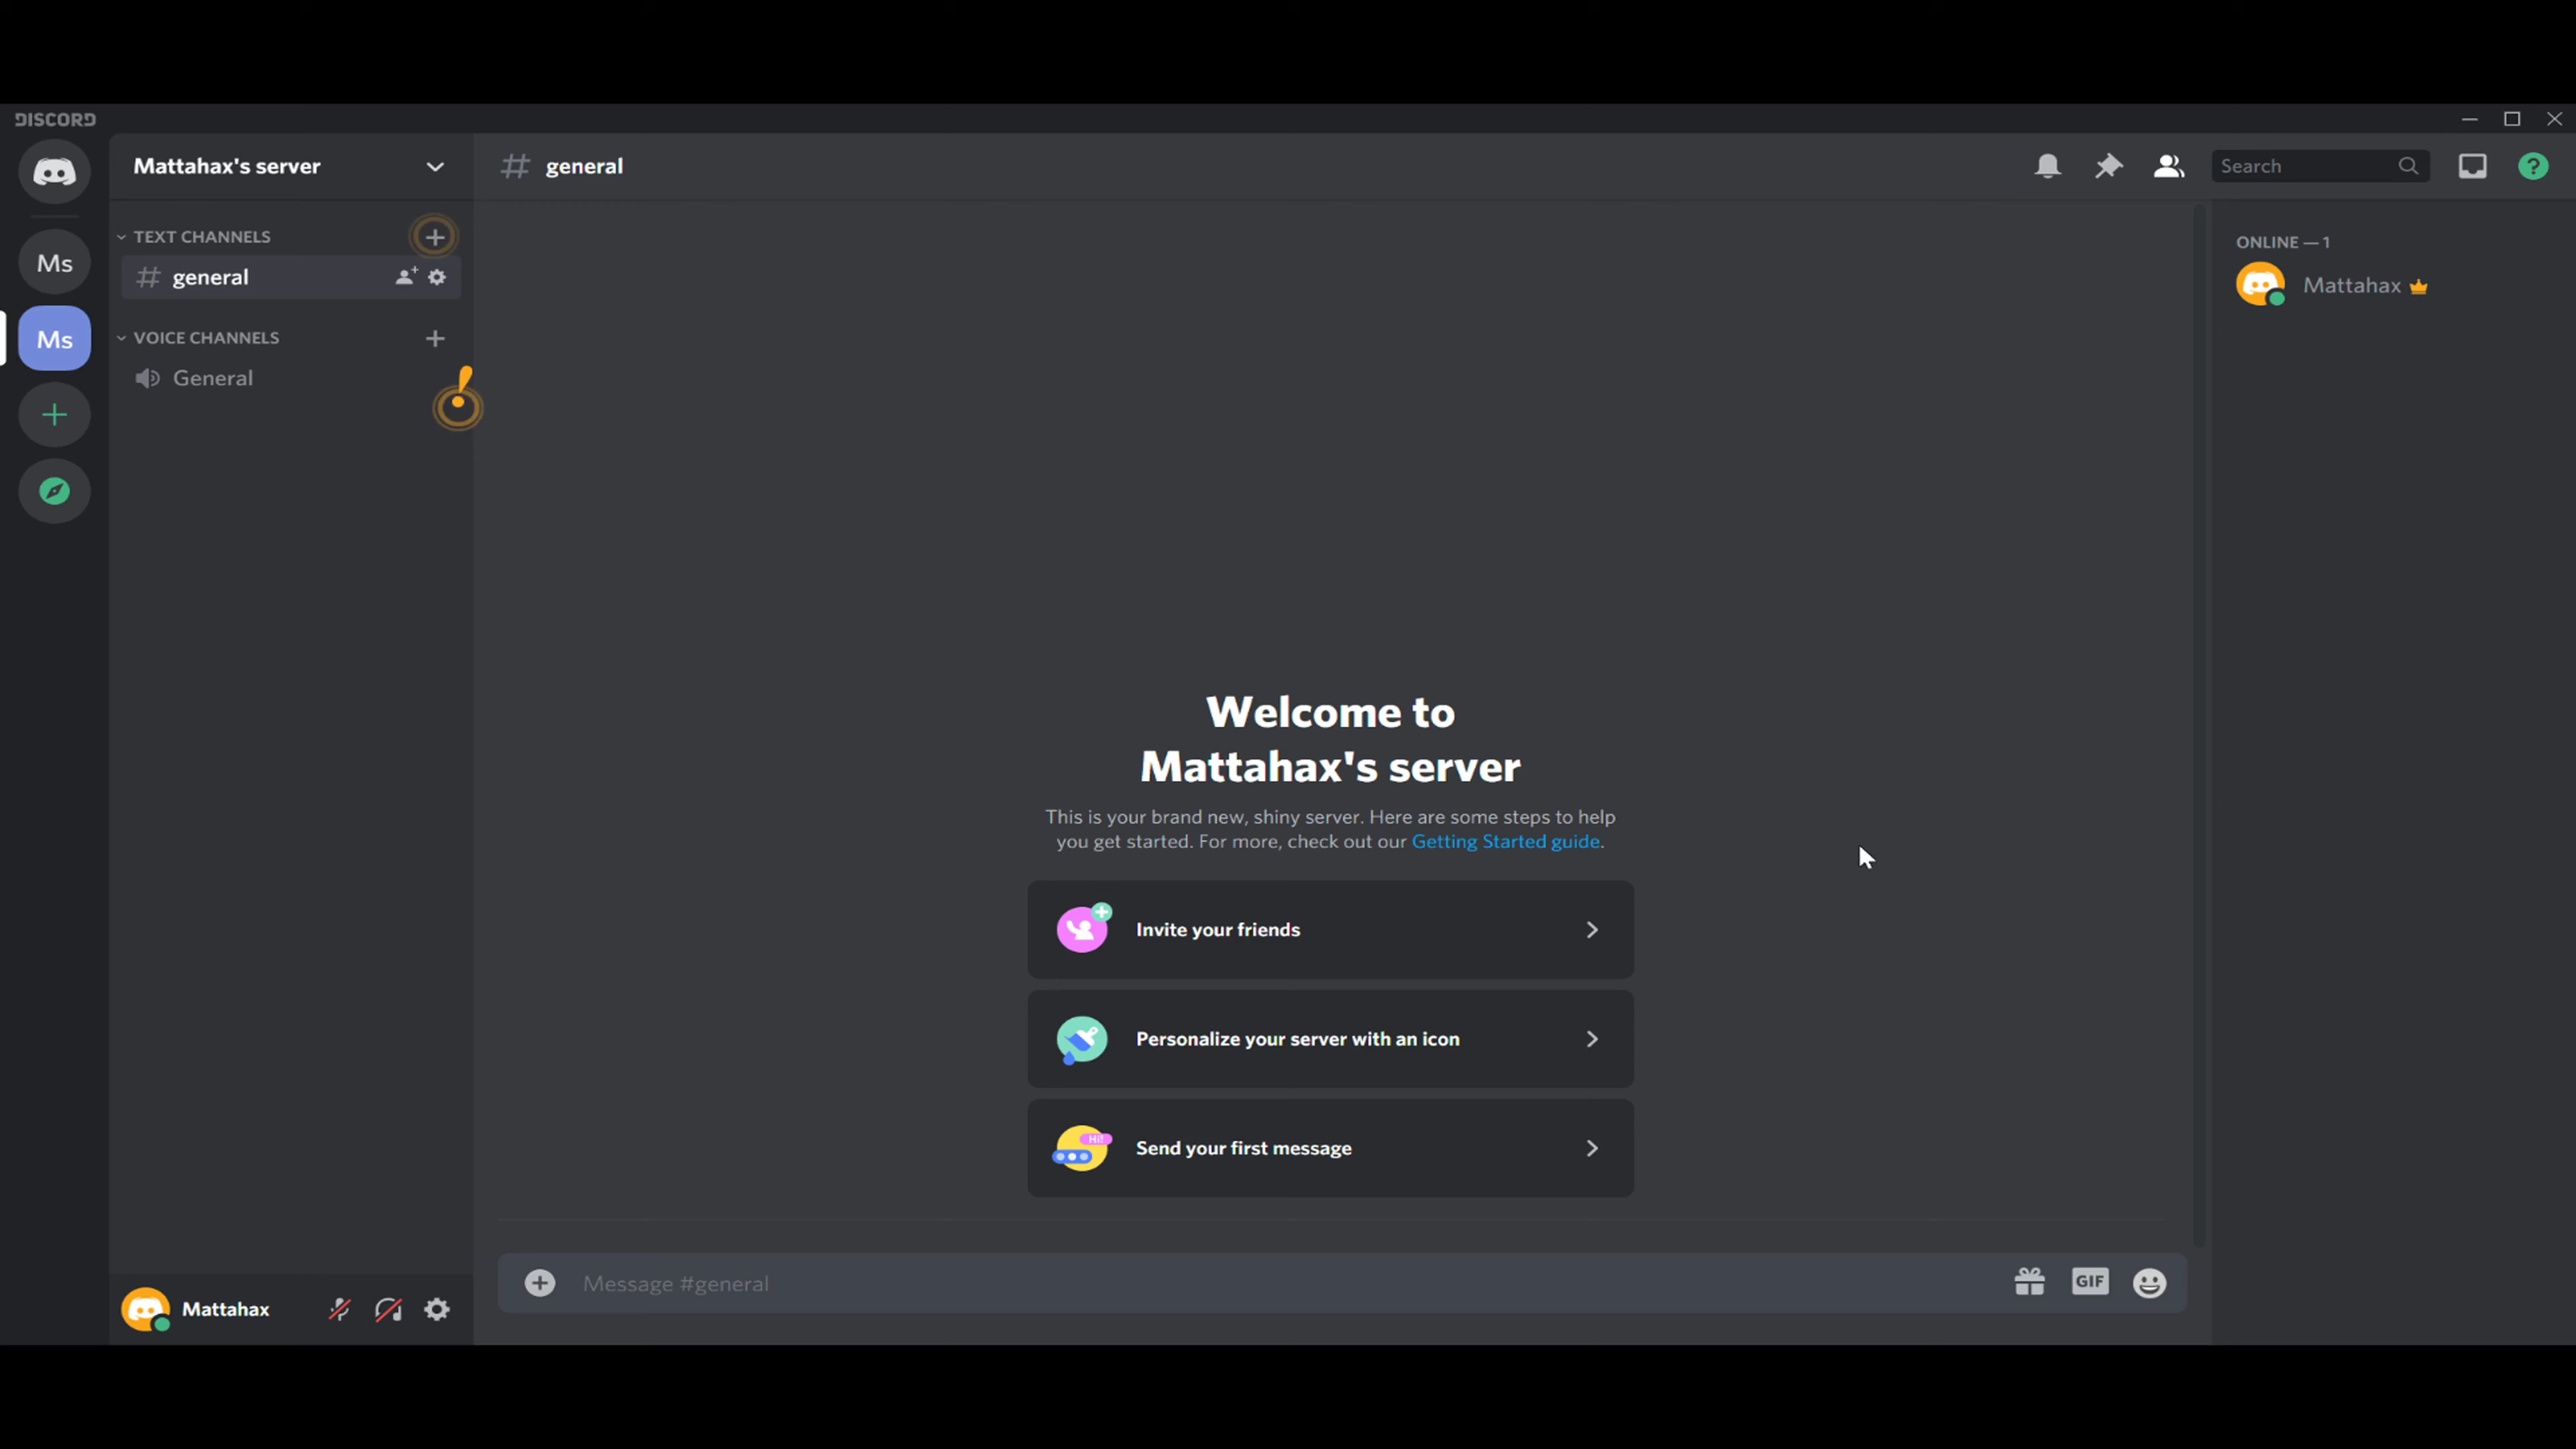 DISCORD
Mattahax's server
general
Search
TEXT CHANNELS
general
VOICE CHANNELS
General
Ms
Ms
ONLINE — 1
Mattahax
Welcome to
Mattahax's server
This is your brand new, shiny server. Here are some steps to help
you get started. For more, check out our Getting Started guide.
Invite your friends
Personalize your server with an icon
Hi!
Send your first message
Message #general
GIF
Mattahax